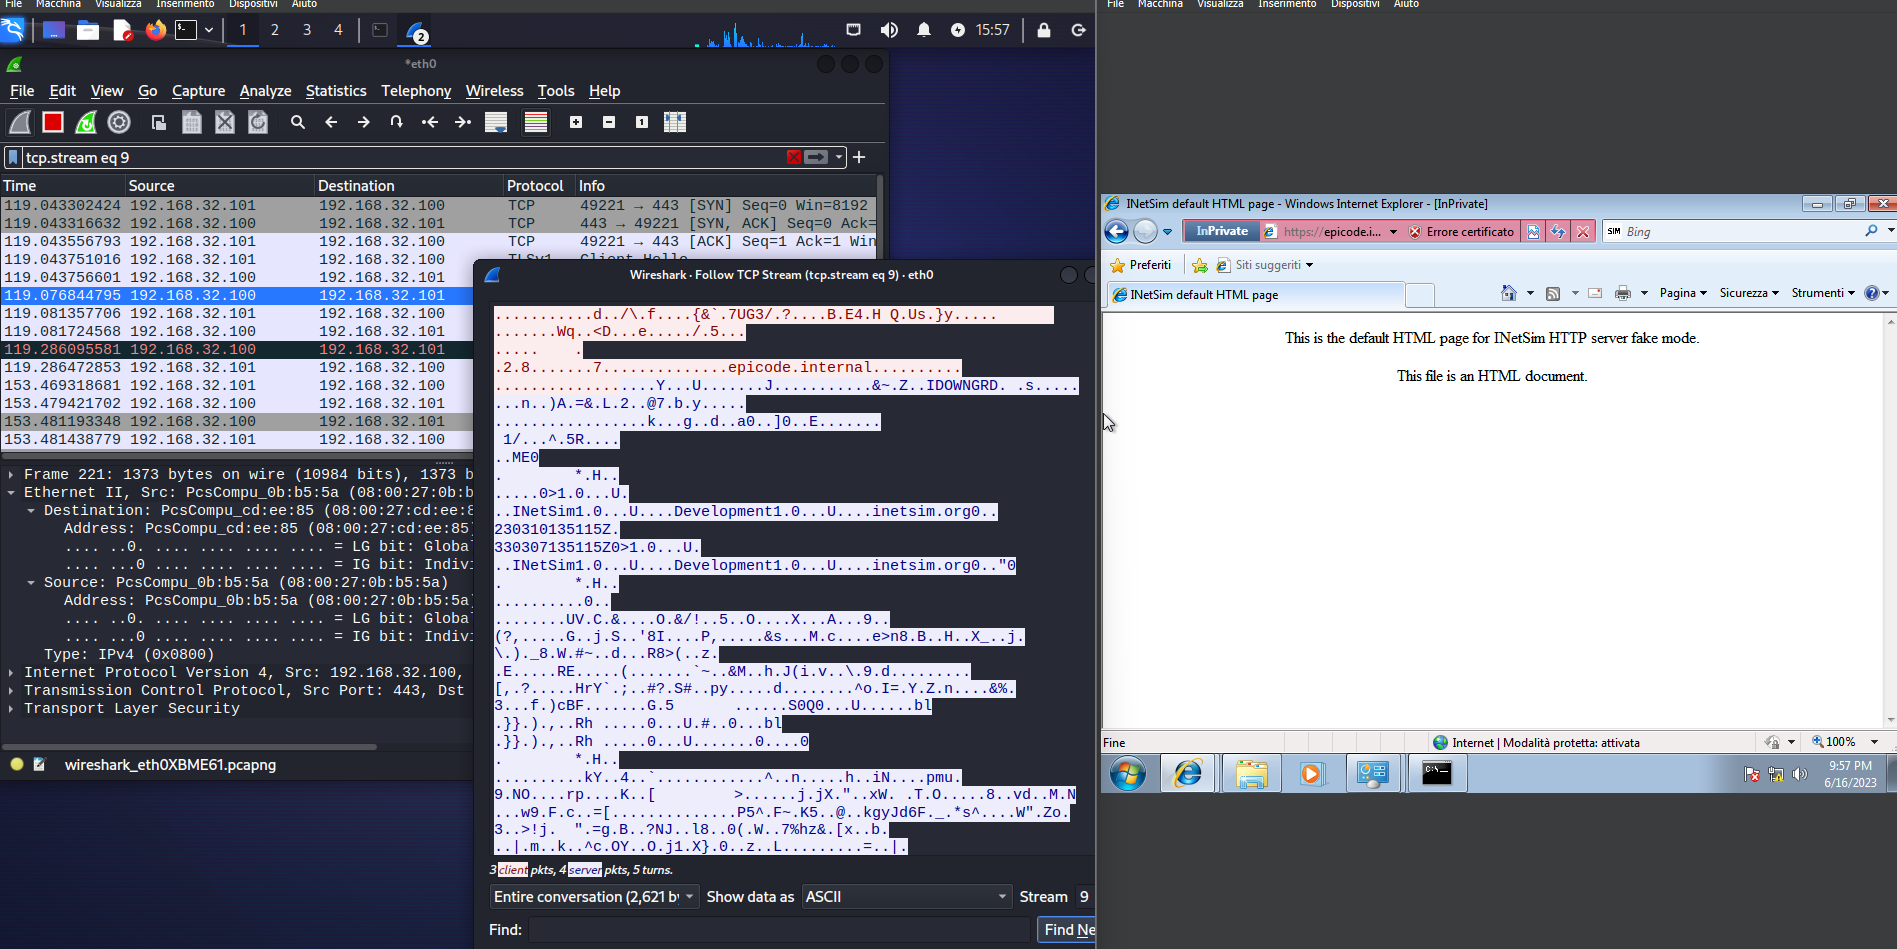 File Macchina Visualizza Inserimento Dispositivi Aiuto
1 2 3 4 2 15:57
*eth0
File Edit View Go Capture Analyze Statistics Telephony Wireless Tools Help
tcp.stream eq 9
Time Source Destination Protocol Info
119.043302424 192.168.32.101 192.168.32.100 TCP 49221 → 443 [SYN] Seq=0 Win=8192
119.043316632 192.168.32.100 192.168.32.101 TCP 443 → 49221 [SYN, ACK] Seq=0 Ack=
119.043556793 192.168.32.101 192.168.32.100 TCP 49221 → 443 [ACK] Seq=1 Ack=1 Win
119.043751016 192.168.32.101 192.168.32.100 TLSv1 Client Hello
119.043756601 192.168.32.100 192.168.32.101
119.076844795 192.168.32.100 192.168.32.101
119.081357706 192.168.32.101 192.168.32.100
119.081724568 192.168.32.100 192.168.32.101
119.286095581 192.168.32.100 192.168.32.101
119.286472853 192.168.32.101 192.168.32.100
153.469318681 192.168.32.101 192.168.32.100
153.479421702 192.168.32.100 192.168.32.101
153.481193348 192.168.32.100 192.168.32.101
153.481438779 192.168.32.101 192.168.32.100
Frame 221: 1373 bytes on wire (10984 bits), 1373 b
Ethernet II, Src: PcsCompu_0b:b5:5a (08:00:27:0b:b
Destination: PcsCompu_cd:ee:85 (08:00:27:cd:ee:8
Address: PcsCompu_cd:ee:85 (08:00:27:cd:ee:85)
.... ..0. .... .... .... .... = LG bit: Globa
.... ...0 .... .... .... .... = IG bit: Indivi
Source: PcsCompu_0b:b5:5a (08:00:27:0b:b5:5a)
Address: PcsCompu_0b:b5:5a (08:00:27:0b:b5:5a)
.... ..0. .... .... .... .... = LG bit: Globa
.... ...0 .... .... .... .... = IG bit: Indivi
Type: IPv4 (0x0800)
Internet Protocol Version 4, Src: 192.168.32.100,
Transmission Control Protocol, Src Port: 443, Dst
Transport Layer Security
wireshark_eth0XBME61.pcapng
Wireshark · Follow TCP Stream (tcp.stream eq 9) · eth0
...........d../\.f....{&`.7UG3/.?....B.E4.H Q.Us.}y.....
.......Wq..<D...e...../.5...
..... .
.2.8.......7..............epicode.internal..........
..................Y...U.......J...........&~.Z..IDOWNGRD. .s.....
...n..)A.=&.L.2..@7.b.y.....
.................k...g..d..a0..]0..E.......
1/...^.5R....
..ME0
. *.H..
.....0>1.0...U.
..INetSim1.0...U....Development1.0...U....inetsim.org0..
230310135115Z.
330307135115Z0>1.0...U.
..INetSim1.0...U....Development1.0...U....inetsim.org0.."0
. *.H..
..........0..
........UV.C.&....O.&/!..5..O....X...A...9..
(?,.....G..j.S..'8I....P,.....&s...M.c....e>n8.B..H..X_..j.
\.)._8.W.#~..d...R8>(..z.
.E.....RE.....(.......`~..&M..h.J(i.v..\.9.d.........
[,.?.....HrY`.;..#?.S#..py.....d........^o.I=.Y.Z.n....&%.
3...f.)cBF.......G.5 ......S0Q0...U......bl
.}}.).,..Rh .....0...U.#..0...bl
.}}.).,..Rh .....0...U.......0....0
. *.H..
..........kY..4..`............^..n.....h..iN....pmu.
9.NO....rp....K..[ >......j.jX."..xW. .T.O.....8..vd..M.N
...w9.F.c..=[..............P5^.F~.K5..@..kgyJd6F._.*s^....W".Zo.
3..>!j. ".=g.B..?NJ..l8..0(.W..7%hz&.[x..b.
..|.m..k..^c.OY..O.j1.X}.0..z..L.........=..|.
3 client pkts, 4 server pkts, 5 turns.
Entire conversation (2,621 by Show data as ASCII Stream 9
Find: Find Ne
File Macchina Visualizza Inserimento Dispositivi Aiuto
INetSim default HTML page - Windows Internet Explorer - [InPrivate]
InPrivate https://epicode.i... Errore certificato SIM Bing
Preferiti Siti suggeriti
INetSim default HTML page Pagina Sicurezza Strumenti
This is the default HTML page for INetSim HTTP server fake mode.
This file is an HTML document.
Fine Internet | Modalità protetta: attivata 100%
C:\
9:57 PM
6/16/2023